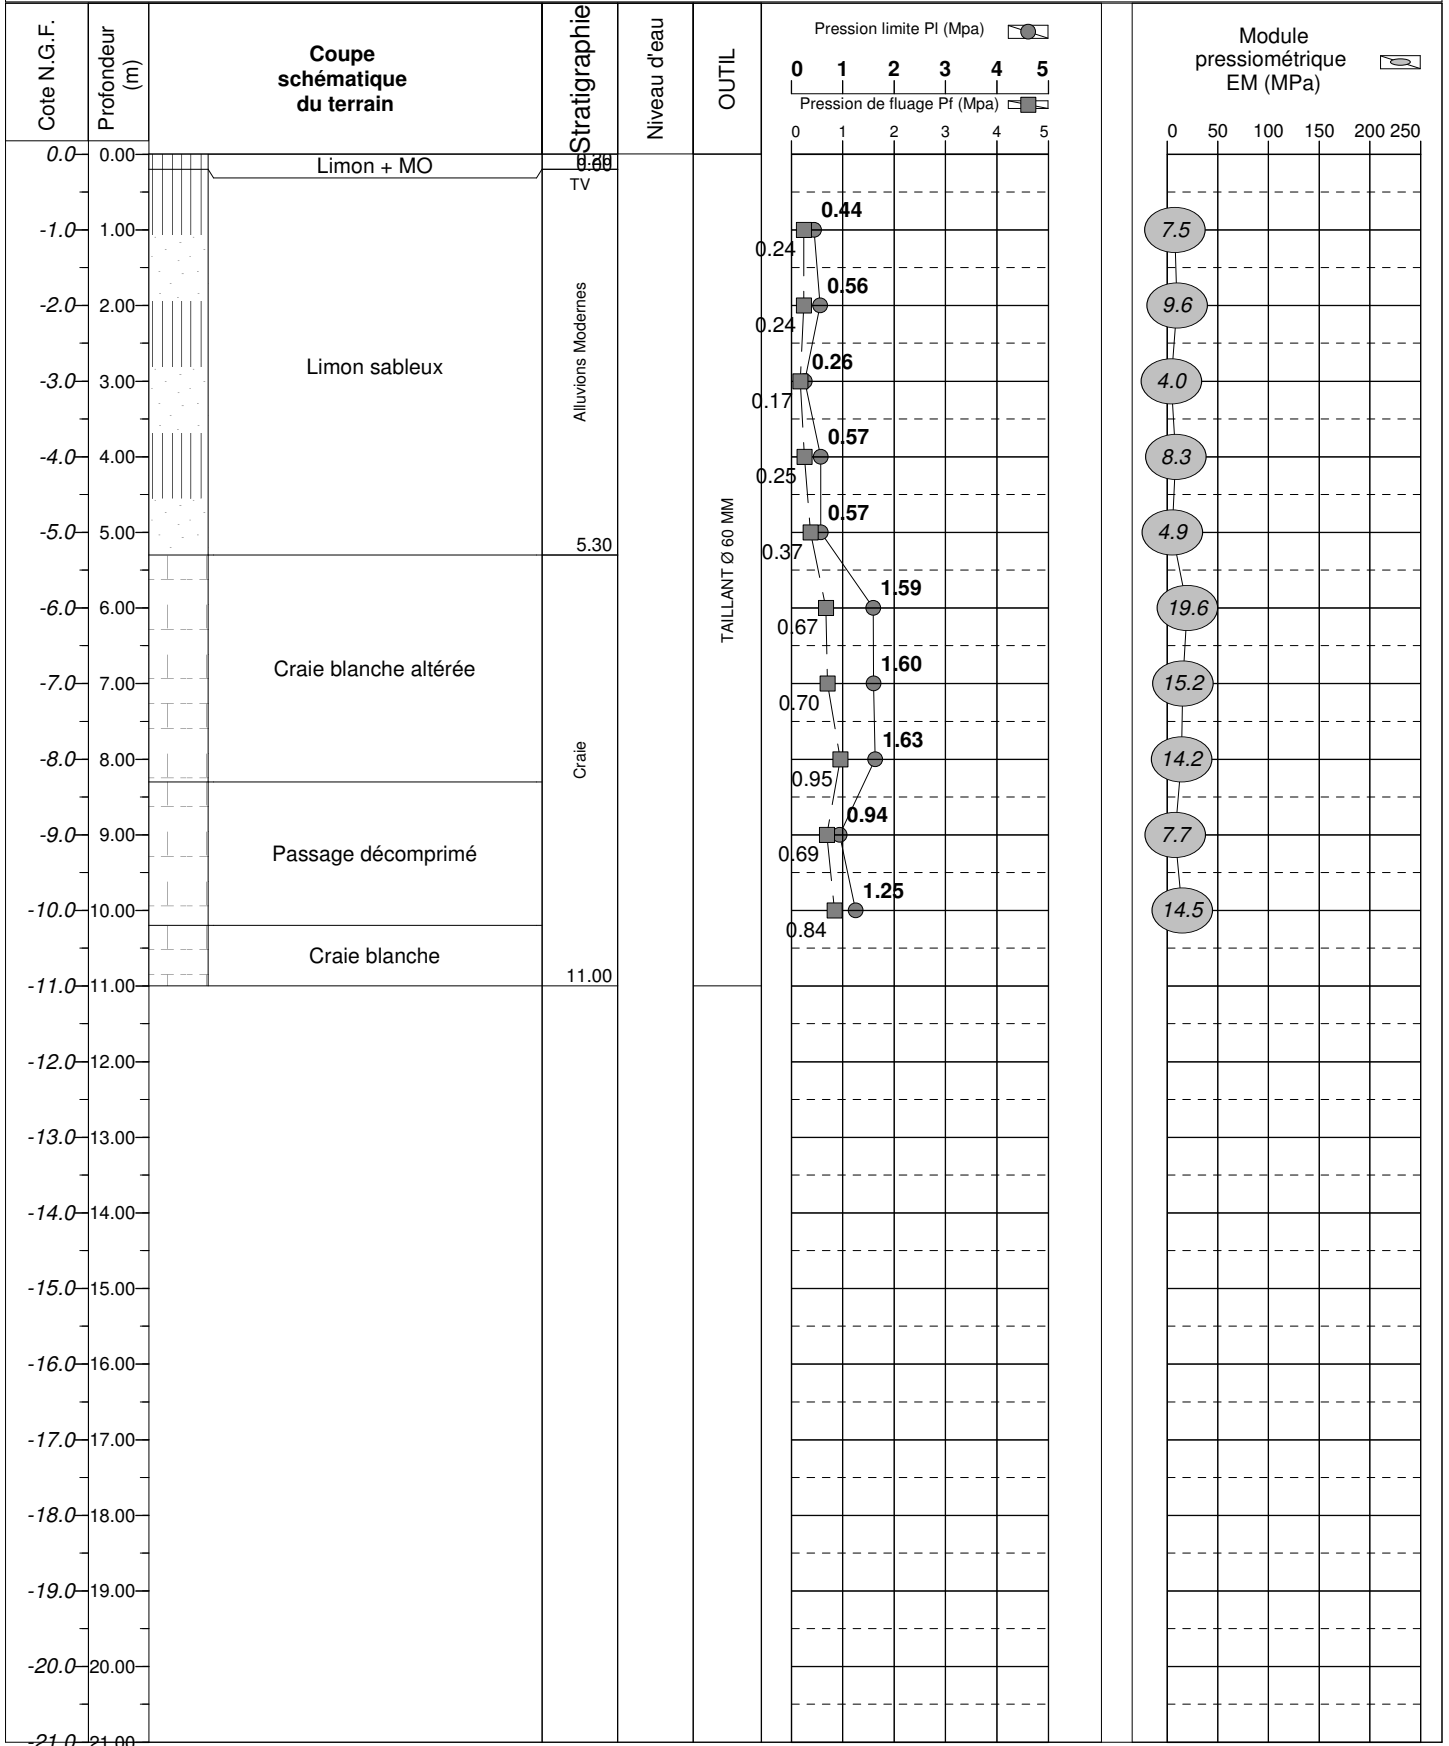 Cote N.G.F.
Profondeur
(m)
Coupe
schématique
du terrain
Stratigraphie
Niveau d'eau
OUTIL
Pression limite Pl (Mpa)
0 1 2 3 4 5
Pression de fluage Pf (Mpa)
0 1 2 3 4 5
Module
pressiométrique
EM (MPa)
0 50 100 150 200 250
0.0 0.00
Limon + MO
TV
-1.0 1.00
0.44
0.24
7.5
-2.0 2.00
0.56
0.24
9.6
Alluvions Modernes
Limon sableux
-3.0 3.00
0.26
0.17
4.0
-4.0 4.00
0.57
0.25
8.3
-5.0 5.00
0.57
0.37
4.9
5.30
TAILLANT Ø 60 MM
-6.0 6.00
1.59
0.67
19.6
Craie blanche altérée
-7.0 7.00
1.60
0.70
15.2
Craie
-8.0 8.00
1.63
0.95
14.2
-9.0 9.00
Passage décomprimé
0.94
0.69
7.7
-10.0 10.00
1.25
0.84
14.5
Craie blanche
11.00
-11.0 11.00
-12.0 12.00
-13.0 13.00
-14.0 14.00
-15.0 15.00
-16.0 16.00
-17.0 17.00
-18.0 18.00
-19.0 19.00
-20.0 20.00
-21.0 21.00